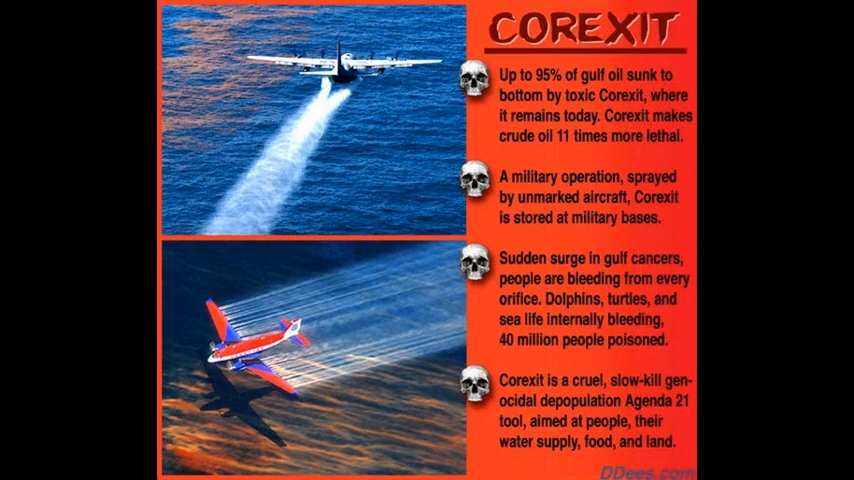 COREXIT
Up to 95% of gulf oil sunk to
bottom by toxic Corexit, where
it remains today. Corexit makes
crude oil 11 times more lethal.
A military operation, sprayed
by unmarked aircraft, Corexit
is stored at military bases.
Sudden surge in gulf cancers,
people are bleeding from every
orifice. Dolphins, turtles, and
sea life internally bleeding,
40 million people poisoned.
Corexit is a cruel, slow-kill gen-
ocidal depopulation Agenda 21
tool, aimed at people, their
water supply, food, and land.
DDees.com